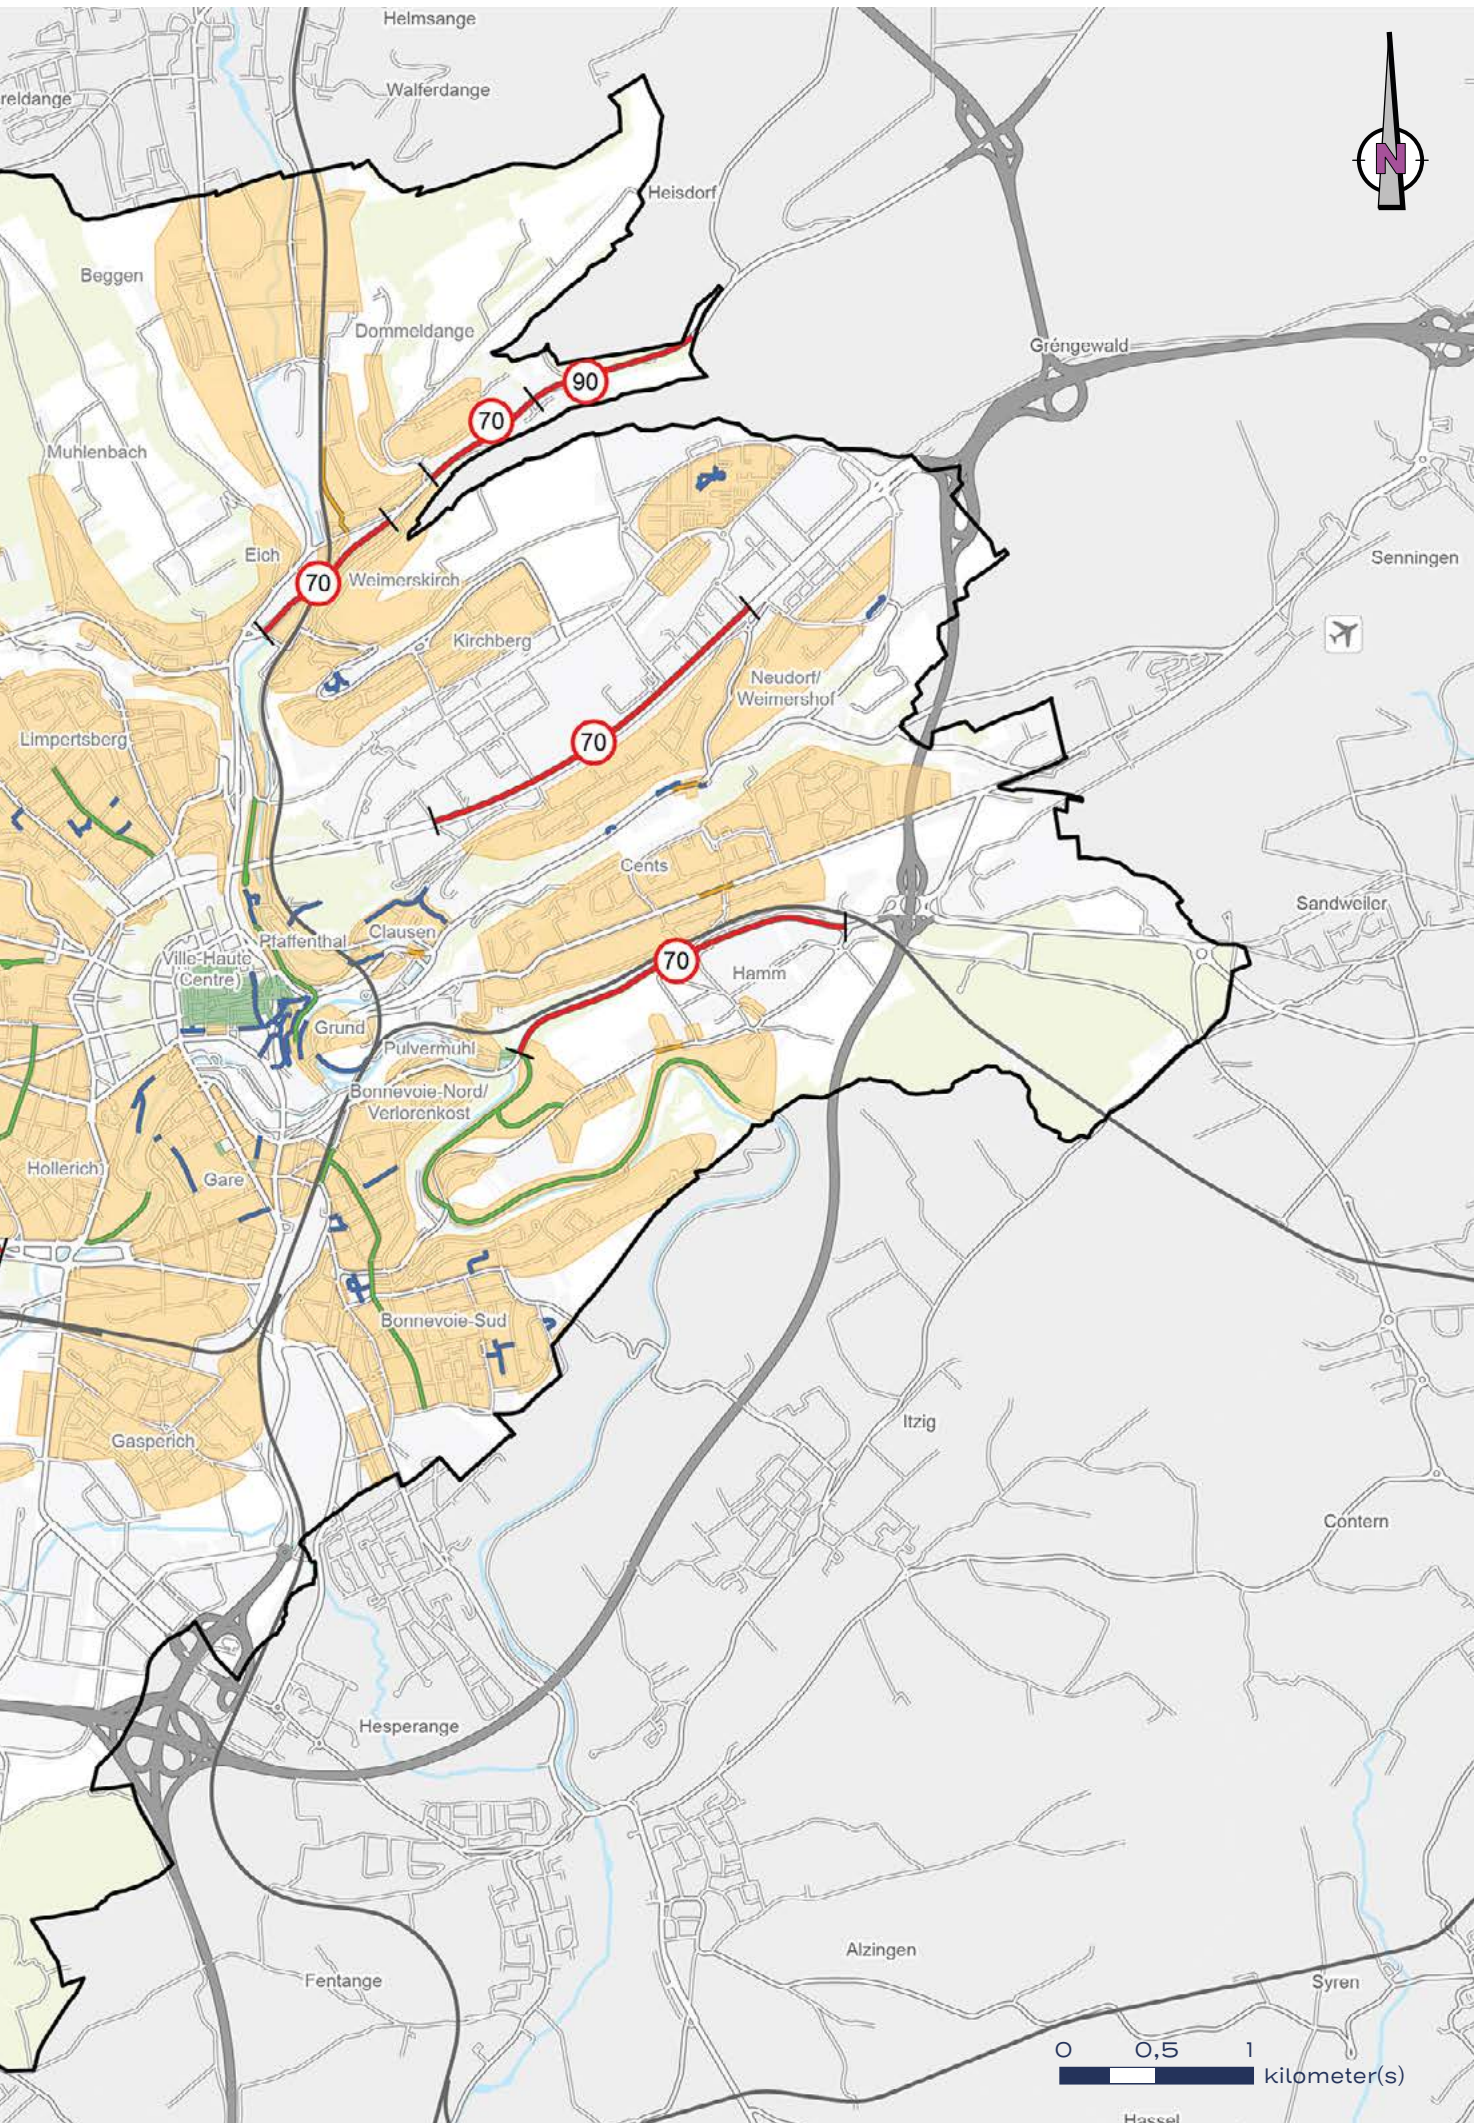 Helmsange
Walferdange
reldange
N
Heisdorf
Beggen
Dommeldange
Gréngewald
90
70
Muhlenbach
Eich
Senningen
70
Weimerskirch
Kirchberg
Neudorf/
Weimershof
Limpertsberg
70
Cents
Sandweiler
Clausen
Pfaffenthal
Ville-Haute
(Centre)
70
Hamm
Grund
Pulvermuhl
Bonnevoie-Nord/
Verlorenkost
Hollerich
Gare
Bonnevoie-Sud
Itzig
Gasperich
Contern
Hesperange
Alzingen
Fentange
Syren
0 0,5 1
kilometer(s)
Hassel